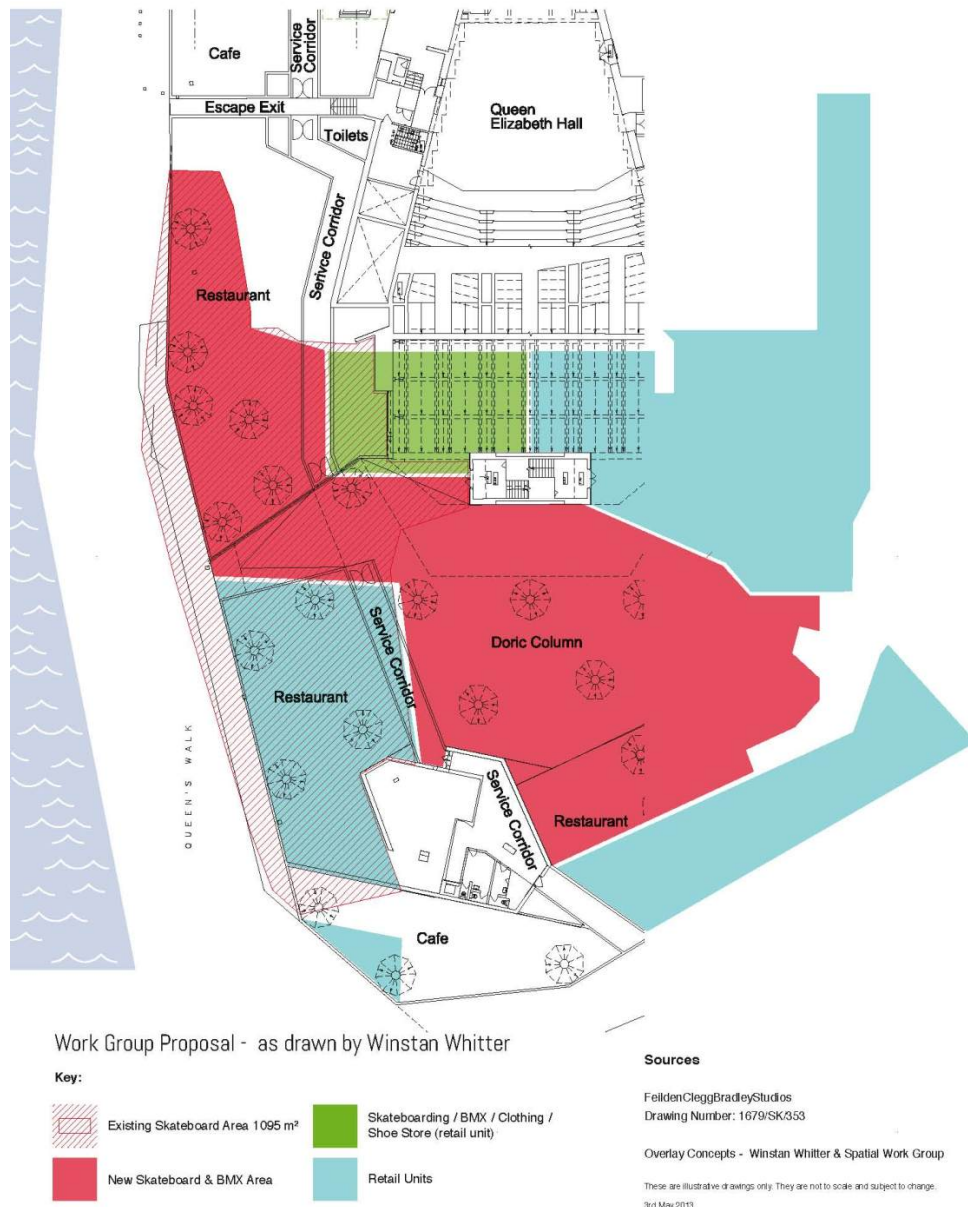 Cafe
Service
Corridor
Escape Exit
Toilets
Queen
Elizabeth Hall
Serivce Corridor
Restaurant
Doric Column
Service Corridor
Restaurant
QUEEN'S WALK
Service Corridor
Restaurant
Cafe
Work Group Proposal - as drawn by Winstan Whitter
Key:
Existing Skateboard Area 1095 m²
New Skateboard & BMX Area
Skateboarding / BMX / Clothing /
Shoe Store (retail unit)
Retail Units
Sources
FeildenCleggBradleyStudios
Drawing Number: 1679/SK/353
Overlay Concepts - Winstan Whitter & Spatial Work Group
These are illustrative drawings only. They are not to scale and subject to change.
3rd May 2013